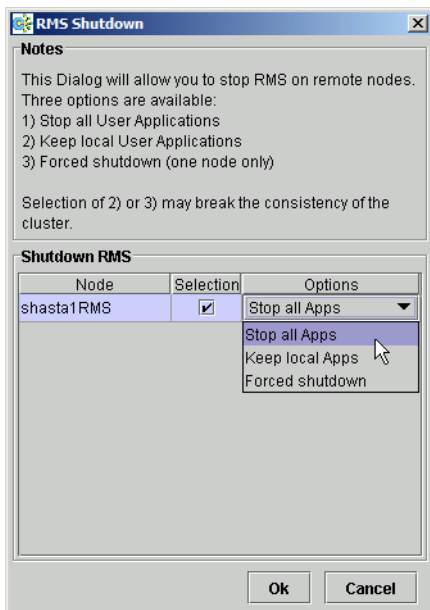 RMS Shutdown
Notes
This Dialog will allow you to stop RMS on remote nodes.
Three options are available:
1) Stop all User Applications
2) Keep local User Applications
3) Forced shutdown (one node only)
Selection of 2) or 3) may break the consistency of the
cluster.
Shutdown RMS
Node Selection Options
shasta1RMS Stop all Apps
Stop all Apps
Keep local Apps
Forced shutdown
Ok Cancel